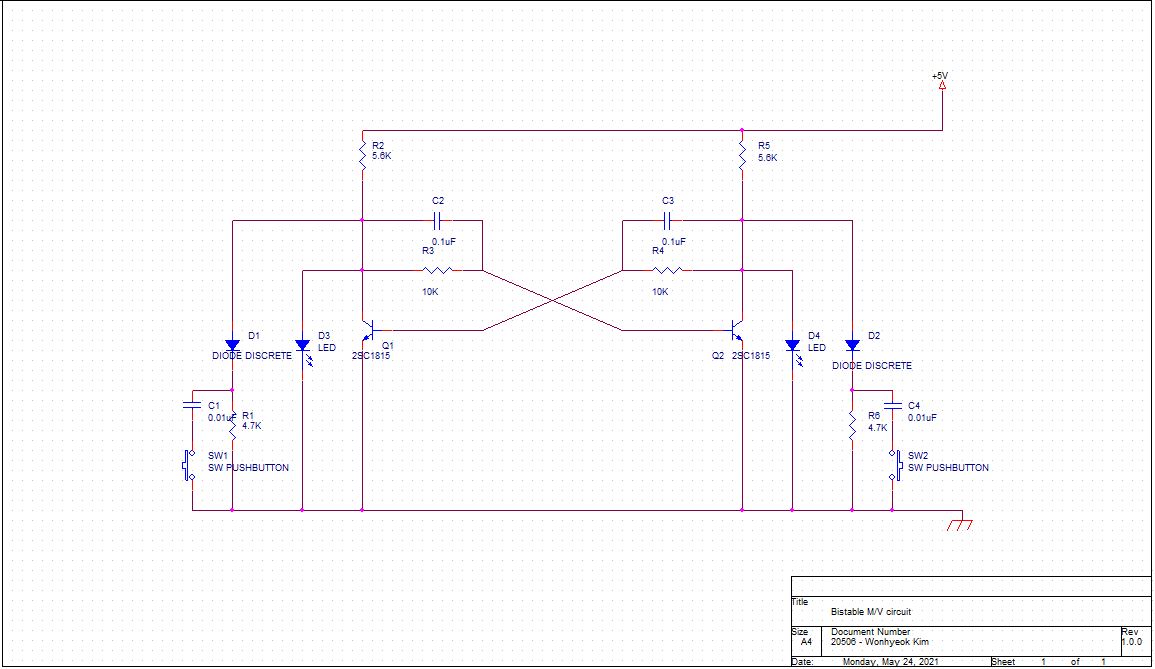 +5V
R2
5.6K
R5
5.6K
C2
0.1uF
C3
0.1uF
R3
10K
R4
10K
D1
DIODE DISCRETE
D3
LED
Q1
2SC1815
Q2 2SC1815
D4
LED
D2
DIODE DISCRETE
C1
0.01uF
R1
4.7K
R6
4.7K
C4
0.01uF
SW1
SW PUSHBUTTON
SW2
SW PUSHBUTTON
Title
Bistable M/V circuit
Size
A4
Document Number
20506 - Wonhyeok Kim
Rev
1.0.0
Date: Monday, May 24, 2021 Sheet 1 of 1